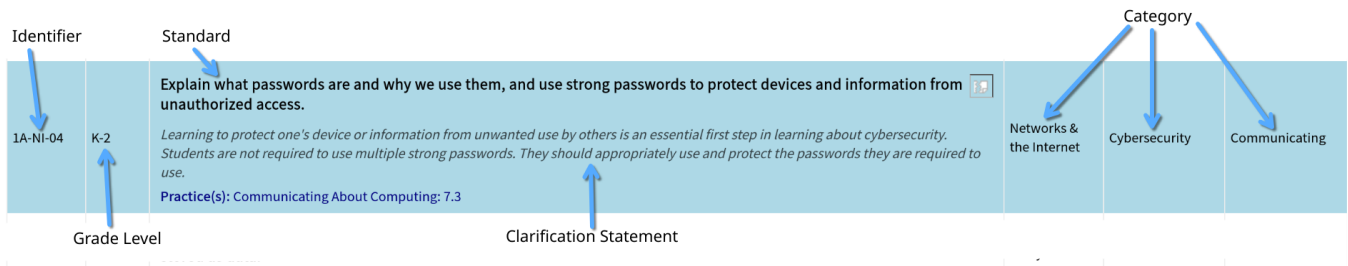 Category
Identifier
Standard
Explain what passwords are and why we use them, and use strong passwords to protect devices and information from
unauthorized access.
1A-NI-04
K-2
Learning to protect one's device or information from unwanted use by others is an essential first step in learning about cybersecurity.
Students are not required to use multiple strong passwords. They should appropriately use and protect the passwords they are required to
use.
Practice(s): Communicating About Computing: 7.3
Networks &
the Internet
Cybersecurity
Communicating
Grade Level
Clarification Statement